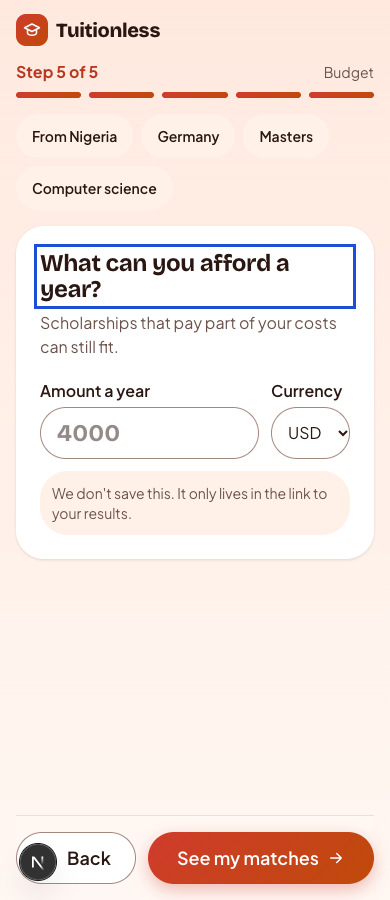 Tuitionless
Step 5 of 5
Budget
From Nigeria
Germany
Masters
Computer science
What can you afford a
year?
Scholarships that pay part of your costs
can still fit.
Amount a year
Currency
4000
USD
We don't save this. It only lives in the link to
your results.
N
Back
See my matches →